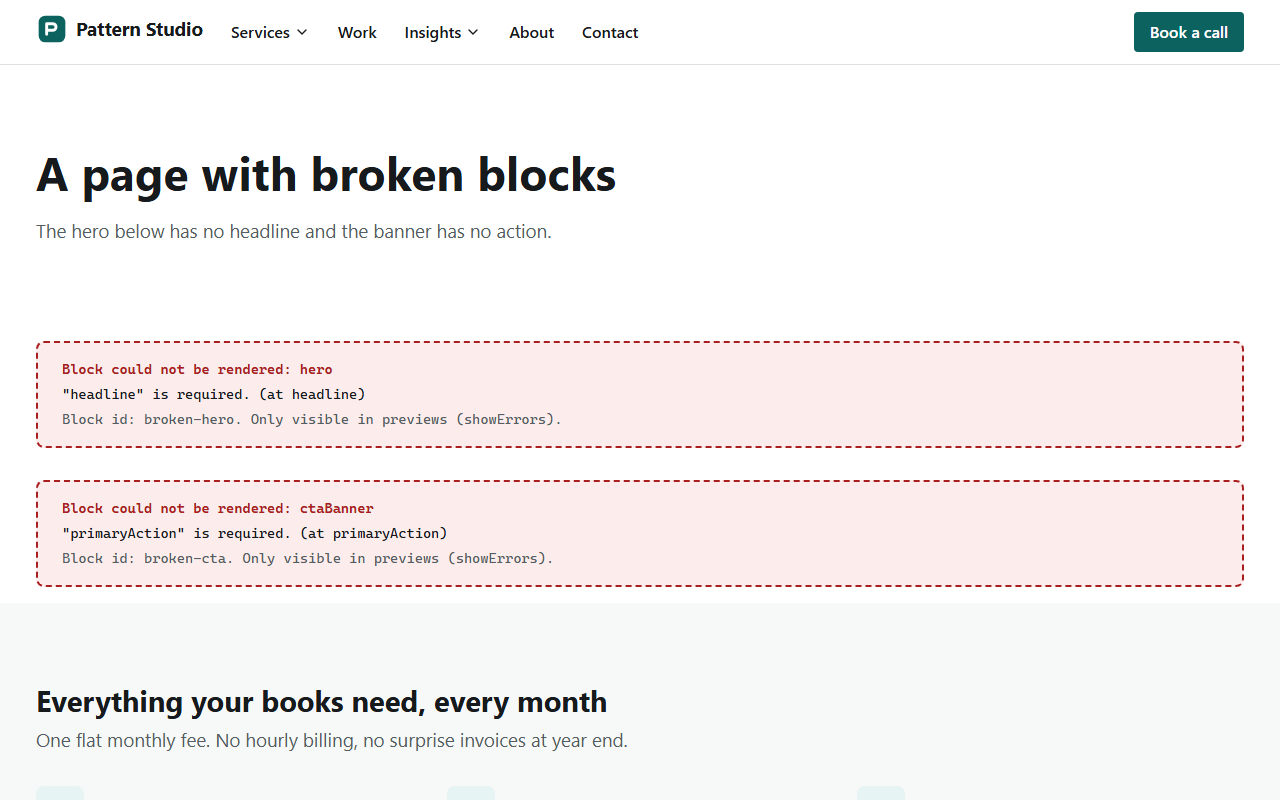 Pattern Studio
Services
Work
Insights
About
Contact
Book a call
A page with broken blocks
The hero below has no headline and the banner has no action.
Block could not be rendered: hero
"headline" is required. (at headline)
Block id: broken-hero. Only visible in previews (showErrors).
Block could not be rendered: ctaBanner
"primaryAction" is required. (at primaryAction)
Block id: broken-cta. Only visible in previews (showErrors).
Everything your books need, every month
One flat monthly fee. No hourly billing, no surprise invoices at year end.